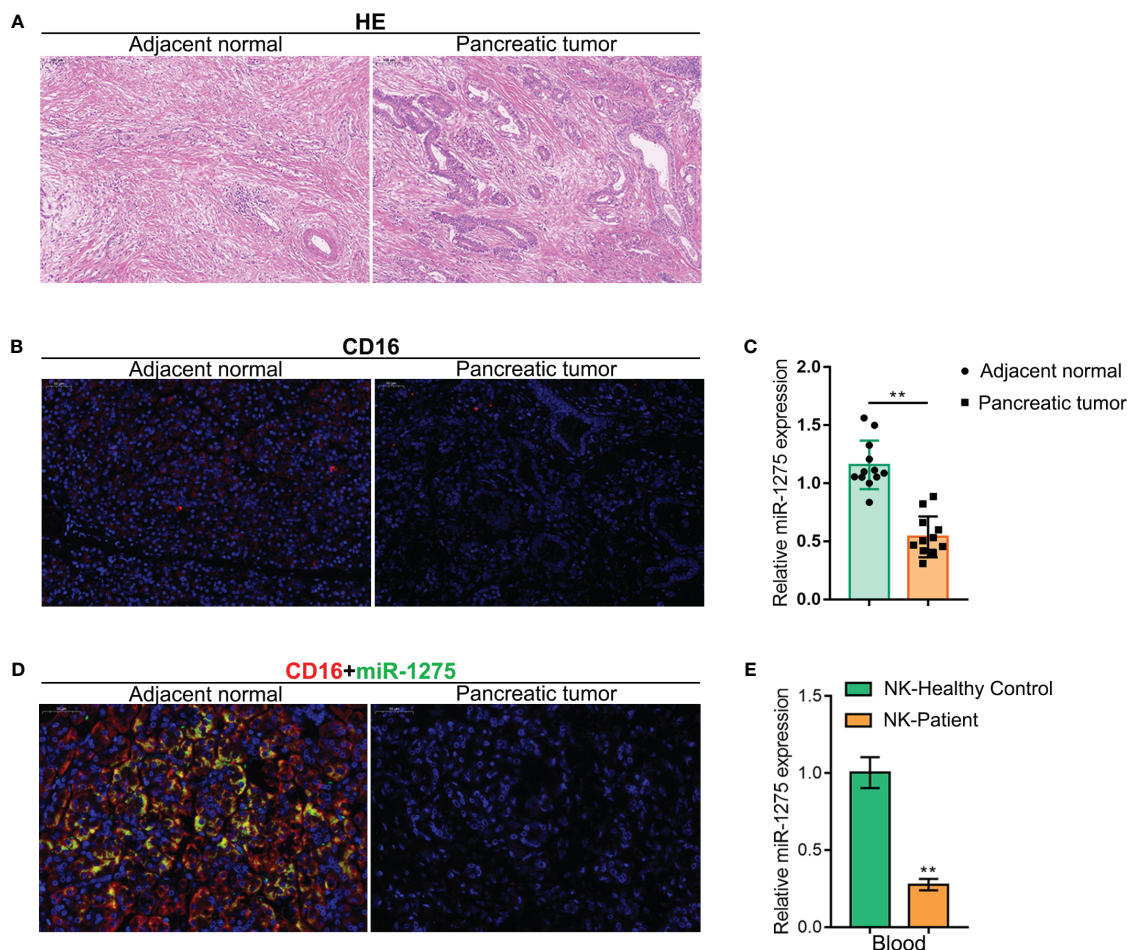 A
HE
Adjacent normal
Pancreatic tumor
B
CD16
Adjacent normal
Pancreatic tumor
C
Relative miR-1275 expression
2.0
1.5
1.0
0.5
0.0
**
Adjacent normal
Pancreatic tumor
D
CD16+miR-1275
Adjacent normal
Pancreatic tumor
E
Relative miR-1275 expression
1.5
1.0
0.5
0.0
NK-Healthy Control
NK-Patient
**
Blood